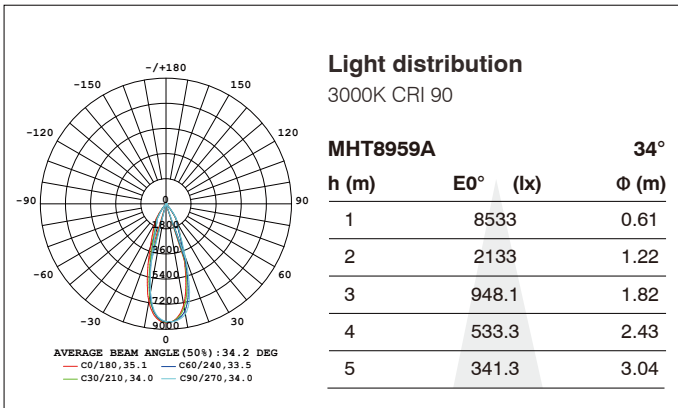 -/+180
-150 150
-120 120
-90 90
-60 60
-30 30
0
0
1800
3600
5400
7200
9000
AVERAGE BEAM ANGLE(50%):34.2 DEG
C0/180,35.1 C60/240,33.5
C30/210,34.0 C90/270,34.0
Light distribution
3000K CRI 90
MHT8959A 34°
h (m) E0° (lx) Φ (m)
1 8533 0.61
2 2133 1.22
3 948.1 1.82
4 533.3 2.43
5 341.3 3.04